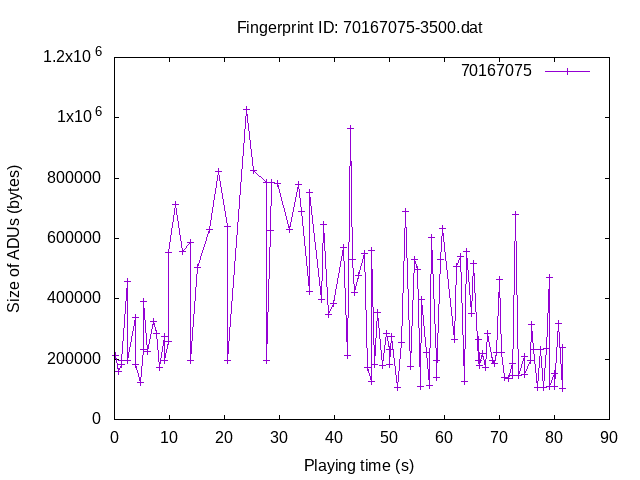 Fingerprint ID: 70167075-3500.dat
1.2x10^6
70167075
1x10^6
800000
600000
400000
200000
0
Size of ADUs (bytes)
0 10 20 30 40 50 60 70 80 90
Playing time (s)